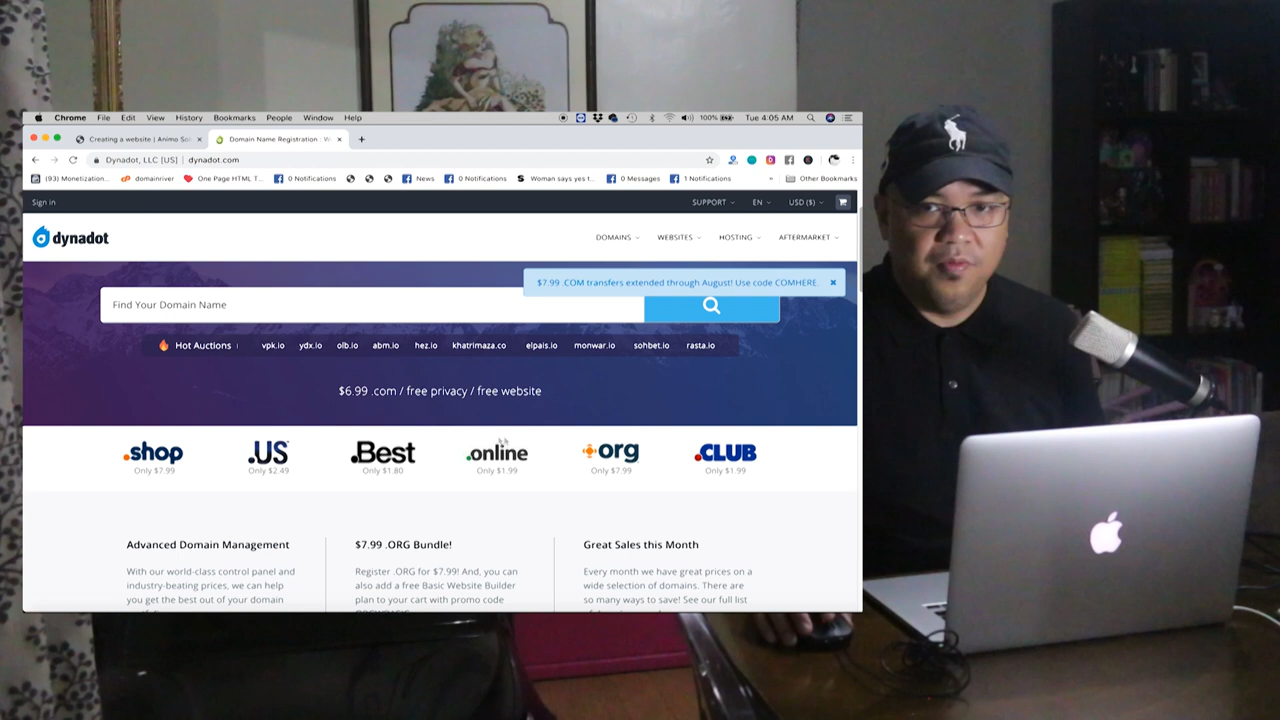 Chrome File Edit View History Bookmarks People Window Help 100% Tue 4:05 AM
Creating a website | Animo Sol Domain Name Registration | W
Dynadot, LLC [US] | dynadot.com
(93) Monetization... domainriver One Page HTML T... 0 Notifications News 0 Notifications Woman says yes t... 0 Messages 1 Notifications » Other Bookmarks
Sign in SUPPORT EN USD ($)
dynadot DOMAINS WEBSITES HOSTING AFTERMARKET
$7.99 .COM transfers extended through August! Use code COMHERE.
Find Your Domain Name
Hot Auctions : vpk.io ydx.io olb.io abm.io hez.io khatrimaza.co elpais.io monwar.io sohbet.io rasta.io
$6.99 .com / free privacy / free website
.shop .US .Best .online .org .CLUB
Only $7.99 Only $2.49 Only $1.80 Only $1.99 Only $7.99 Only $1.99
Advanced Domain Management
With our world-class control panel and
industry-beating prices, we can help
you get the best out of your domain
$7.99 .ORG Bundle!
Register .ORG for $7.99! And, you can
also add a free Basic Website Builder
plan to your cart with promo code
Great Sales this Month
Every month we have great prices on a
wide selection of domains. There are
so many ways to save! See our full list